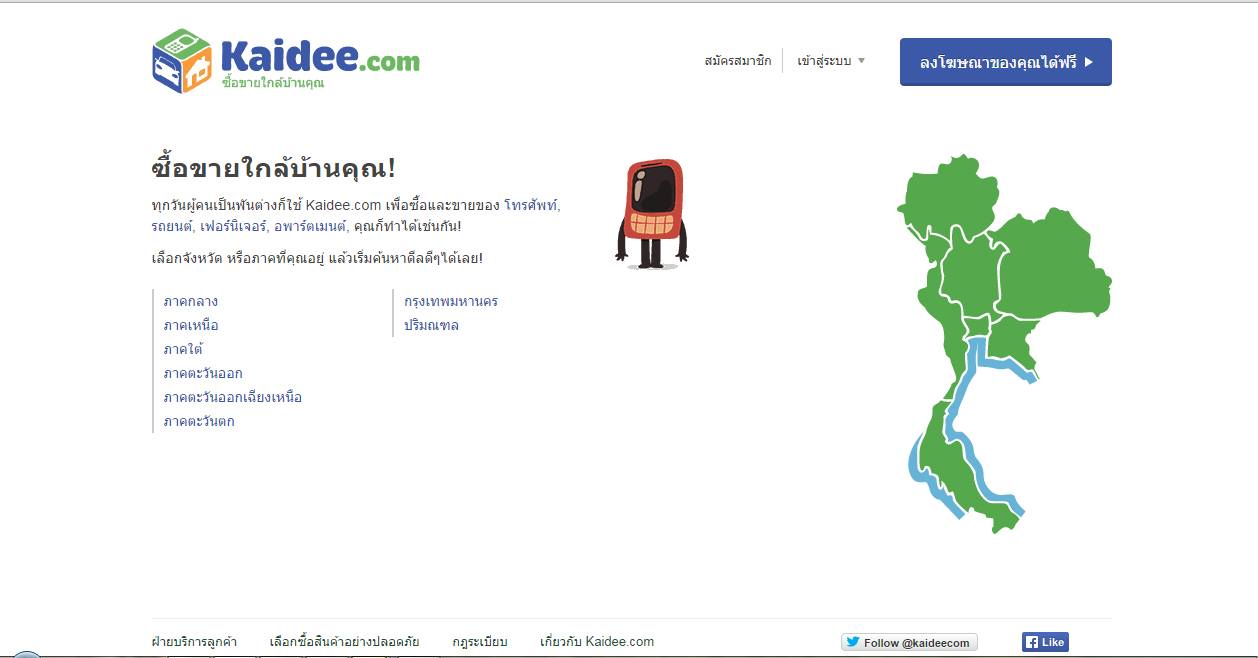 Kaidee.com
ซื้อขายใกล้บ้านคุณ
สมัครสมาชิก
เข้าสู่ระบบ
ลงโฆษณาของคุณได้ฟรี
ซื้อขายใกล้บ้านคุณ!
ทุกวันผู้คนเป็นพันต่างก็ใช้ Kaidee.com เพื่อซื้อและขายของ โทรศัพท์,
รถยนต์, เฟอร์นิเจอร์, อพาร์ตเมนต์, คุณก็ทำได้เช่นกัน!
เลือกจังหวัด หรือภาคที่คุณอยู่ แล้วเริ่มค้นหาดีลดีๆได้เลย!
ภาคกลาง
ภาคเหนือ
ภาคใต้
ภาคตะวันออก
ภาคตะวันออกเฉียงเหนือ
ภาคตะวันตก
กรุงเทพมหานคร
ปริมณฑล
ฝ่ายบริการลูกค้า
เลือกซื้อสินค้าอย่างปลอดภัย
กฎระเบียบ
เกี่ยวกับ Kaidee.com
Follow @kaideecom
Like